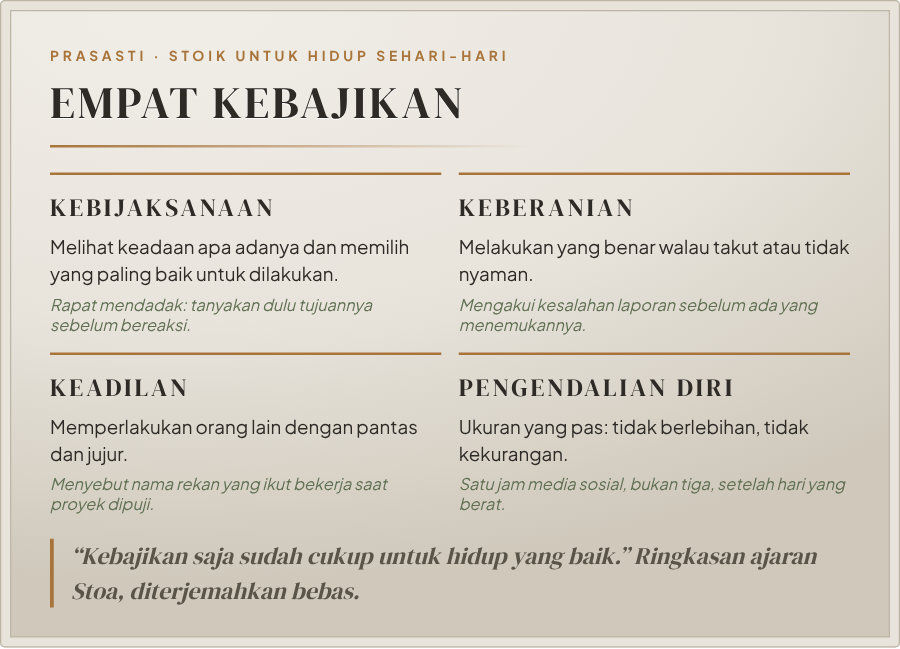 PRASASTI · STOIK UNTUK HIDUP SEHARI-HARI
EMPAT KEBAJIKAN
KEBIJAKSANAAN
Melihat keadaan apa adanya dan memilih
yang paling baik untuk dilakukan.
Rapat mendadak: tanyakan dulu tujuannya
sebelum bereaksi.
KEBERANIAN
Melakukan yang benar walau takut atau tidak
nyaman.
Mengakui kesalahan laporan sebelum ada yang
menemukannya.
KEADILAN
Memperlakukan orang lain dengan pantas
dan jujur.
Menyebut nama rekan yang ikut bekerja saat
proyek dipuji.
PENGENDALIAN DIRI
Ukuran yang pas: tidak berlebihan, tidak
kekurangan.
Satu jam media sosial, bukan tiga, setelah hari yang
berat.
“Kebajikan saja sudah cukup untuk hidup yang baik.” Ringkasan ajaran
Stoa, diterjemahkan bebas.